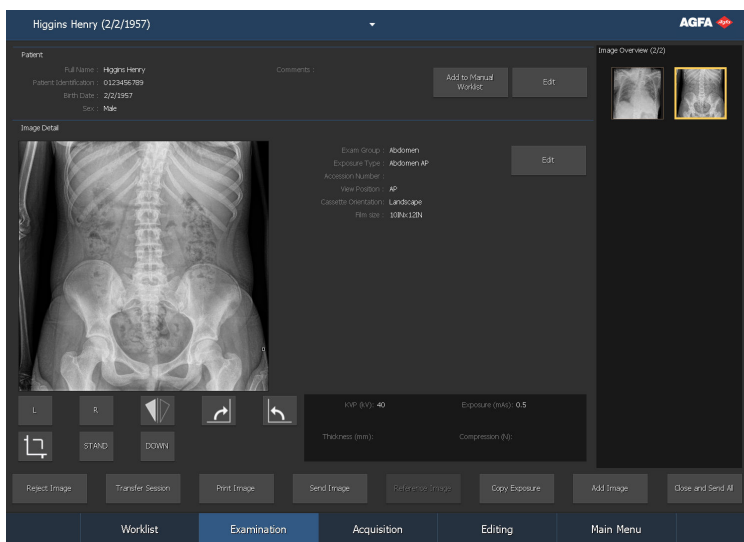 Higgins Henry (2/2/1957)
AGFA
Patient
Full Name : Higgins Henry
Comments :
Patient Identification : 0123456789
Birth Date : 2/2/1957
Sex : Male
Add to Manual
Worklist
Edit
Image Overview (2/2)
Image Detail
Exam Group : Abdomen
Exposure Type : Abdomen AP
Accession Number :
View Position : AP
Cassette Orientation: Landscape
Film size : 10INx12IN
Edit
L
R
STAND
DOWN
KVP (kV): 40
Exposure (mAs): 0.5
Thickness (mm):
Compression (N):
Reject Image
Transfer Session
Print Image
Send Image
Reference Image
Copy Exposure
Add Image
Close and Send All
Worklist
Examination
Acquisition
Editing
Main Menu